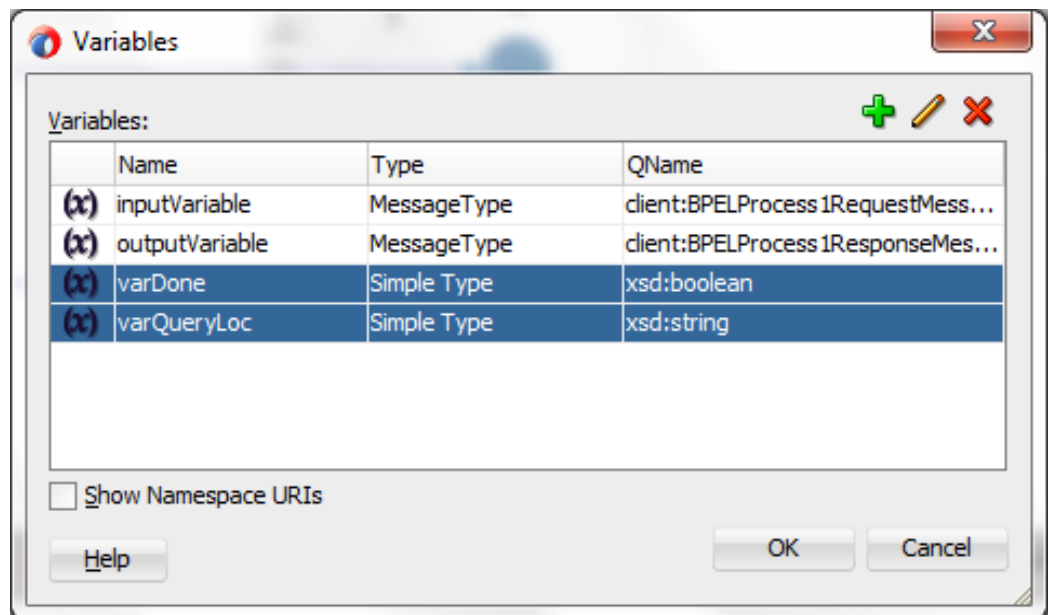 Variables
Variables:
Name Type QName
(x) inputVariable MessageType client:BPELProcess1RequestMess...
(x) outputVariable MessageType client:BPELProcess1ResponseMes...
(x) varDone Simple Type xsd:boolean
(x) varQueryLoc Simple Type xsd:string
Show Namespace URIs
Help OK Cancel